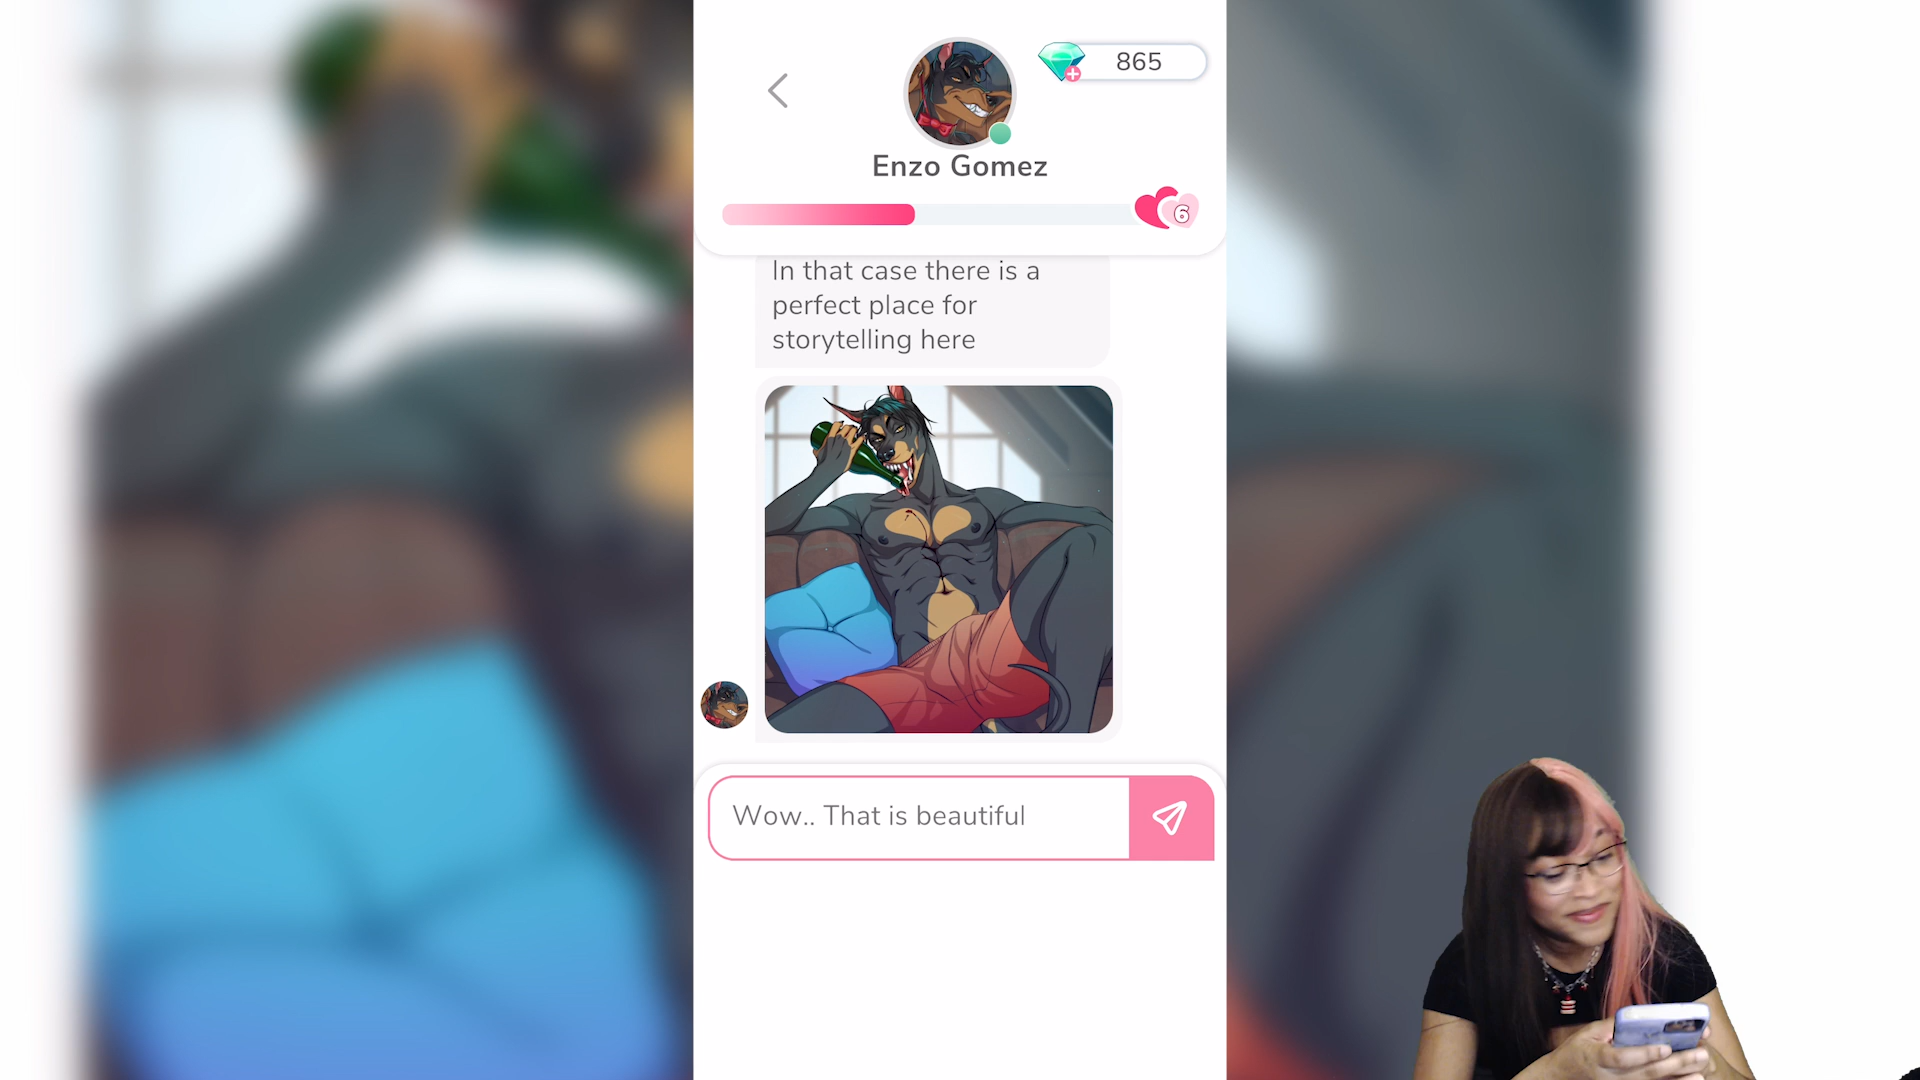 865
Enzo Gomez
6
In that case there is a
perfect place for
storytelling here
Wow.. That is beautiful